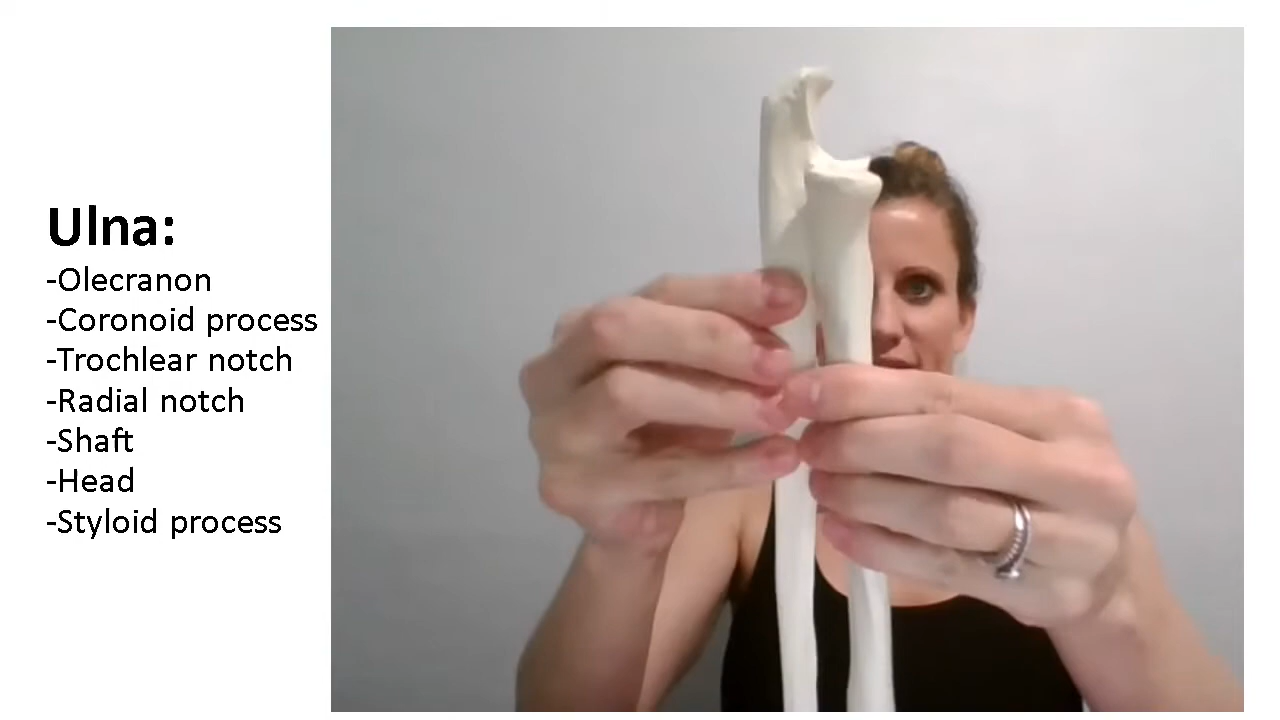 Ulna:
-Olecranon
-Coronoid process
-Trochlear notch
-Radial notch
-Shaft
-Head
-Styloid process